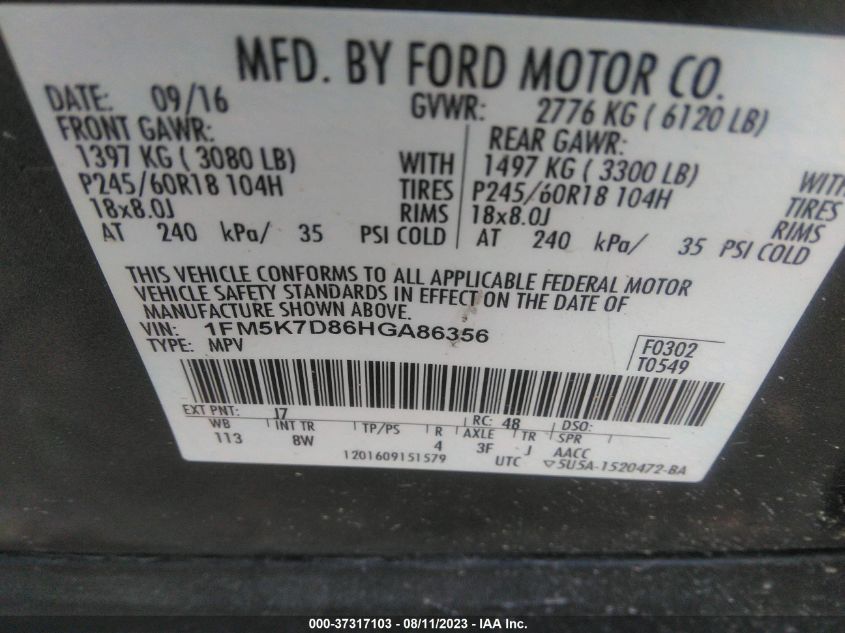 MFD. BY FORD MOTOR CO.
DATE: 09/16 GVWR: 2776 KG ( 6120 LB)
FRONT GAWR: REAR GAWR:
1397 KG ( 3080 LB) WITH 1497 KG ( 3300 LB) WITH
P245/60R18 104H TIRES P245/60R18 104H TIRES
18x8.0J RIMS 18x8.0J RIMS
AT 240 kPa/ 35 PSI COLD AT 240 kPa/ 35 PSI COLD
THIS VEHICLE CONFORMS TO ALL APPLICABLE FEDERAL MOTOR
VEHICLE SAFETY STANDARDS IN EFFECT ON THE DATE OF
MANUFACTURE SHOWN ABOVE.
VIN: 1FM5K7D86HGA86356
TYPE: MPV
F0302
T0549
EXT PNT: J7 RC: 48 DSO:
WB INT TR TP/PS R AXLE TR SPR
113 8W 4 3F J AACC
1201609151579 UTC ▽5U5A-1520472-BA
000-37317103 - 08/11/2023 - IAA Inc.